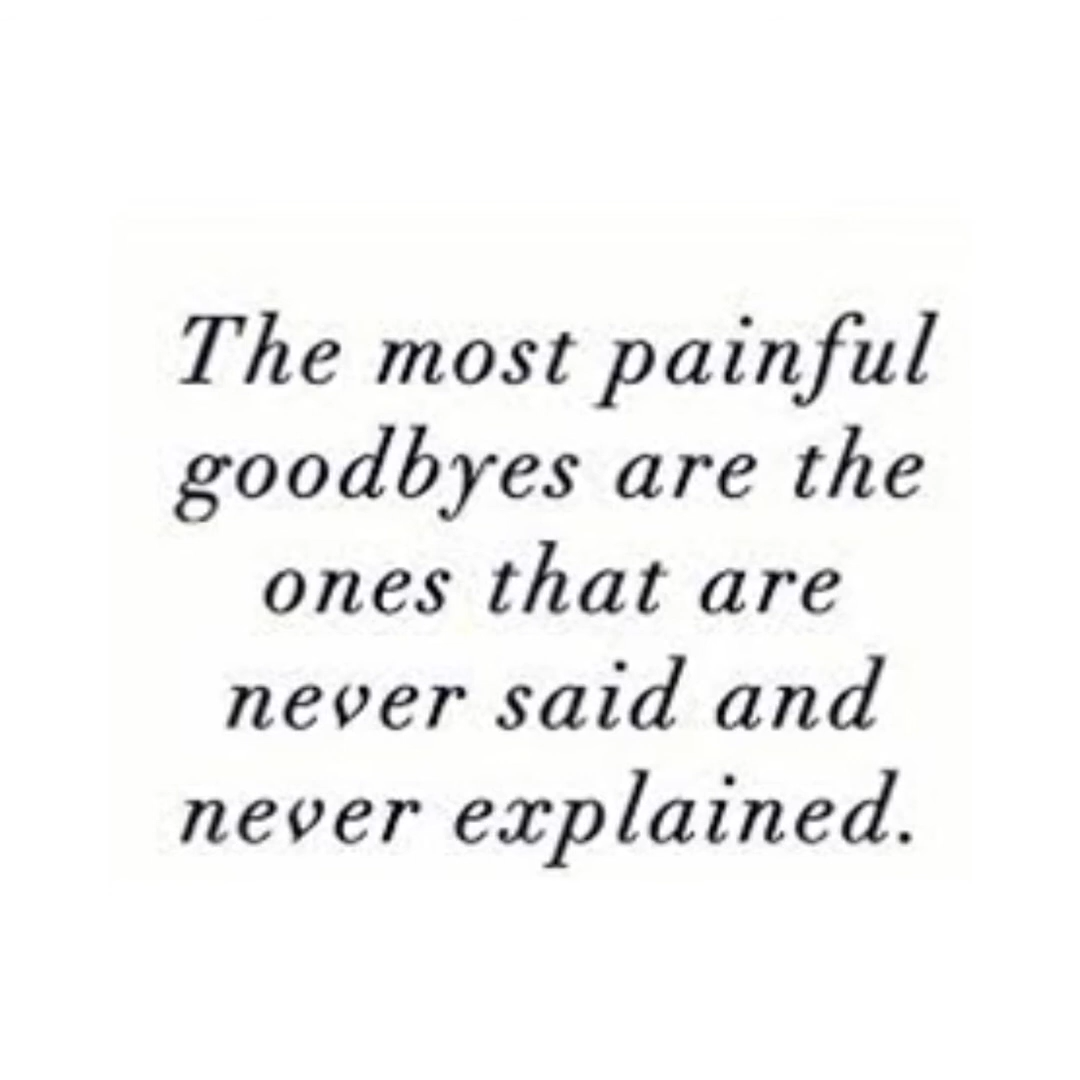 The most painful
goodbyes are the
ones that are
never said and
never explained.